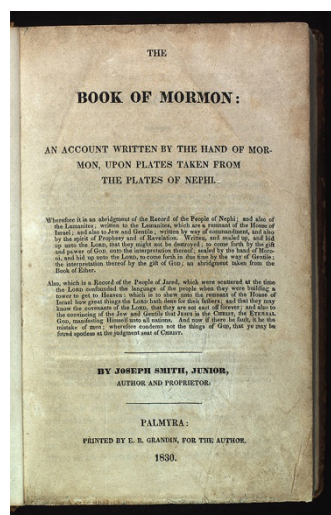 THE
BOOK OF MORMON:
AN ACCOUNT WRITTEN BY THE HAND OF MOR-
MON, UPON PLATES TAKEN FROM
THE PLATES OF NEPHI.
Wherefore it is an abridgment of the Record of the People of Nephi; and also of
the Lamanites; written to the Lamanites, which are a remnant of the House of
Israel; and also to Jew and Gentile; written by way of commandment, and also
by the spirit of Prophesy and of Revelation. Written, and sealed up, and hid
up unto the LORD, that they might not be destroyed; to come forth by the gift
and power of GOD, unto the interpretation thereof; sealed by the hand of Moro-
ni, and hid up unto the LORD, to come forth in due time by the way of Gentile;
the interpretation thereof by the gift of GOD; an abridgment taken from the
Book of Ether.
Also, which is a Record of the People of Jared, which were scattered at the time
the LORD confounded the language of the people when they were building a
tower to get to Heaven: which is to shew unto the remnant of the House of
Israel how great things the LORD hath done for their fathers; and that they may
know the covenants of the LORD, that they are not cast off forever; and also to
the convincing of the Jew and Gentile that JESUS is the CHRIST, the ETERNAL
GOD, manifesting Himself unto all nations. And now if there be fault, it be the
mistake of men; wherefore condemn not the things of GOD, that ye may be
found spotless at the judgment seat of CHRIST.
BY JOSEPH SMITH, JUNIOR,
AUTHOR AND PROPRIETOR.
PALMYRA:
PRINTED BY E. B. GRANDIN, FOR THE AUTHOR.
1830.